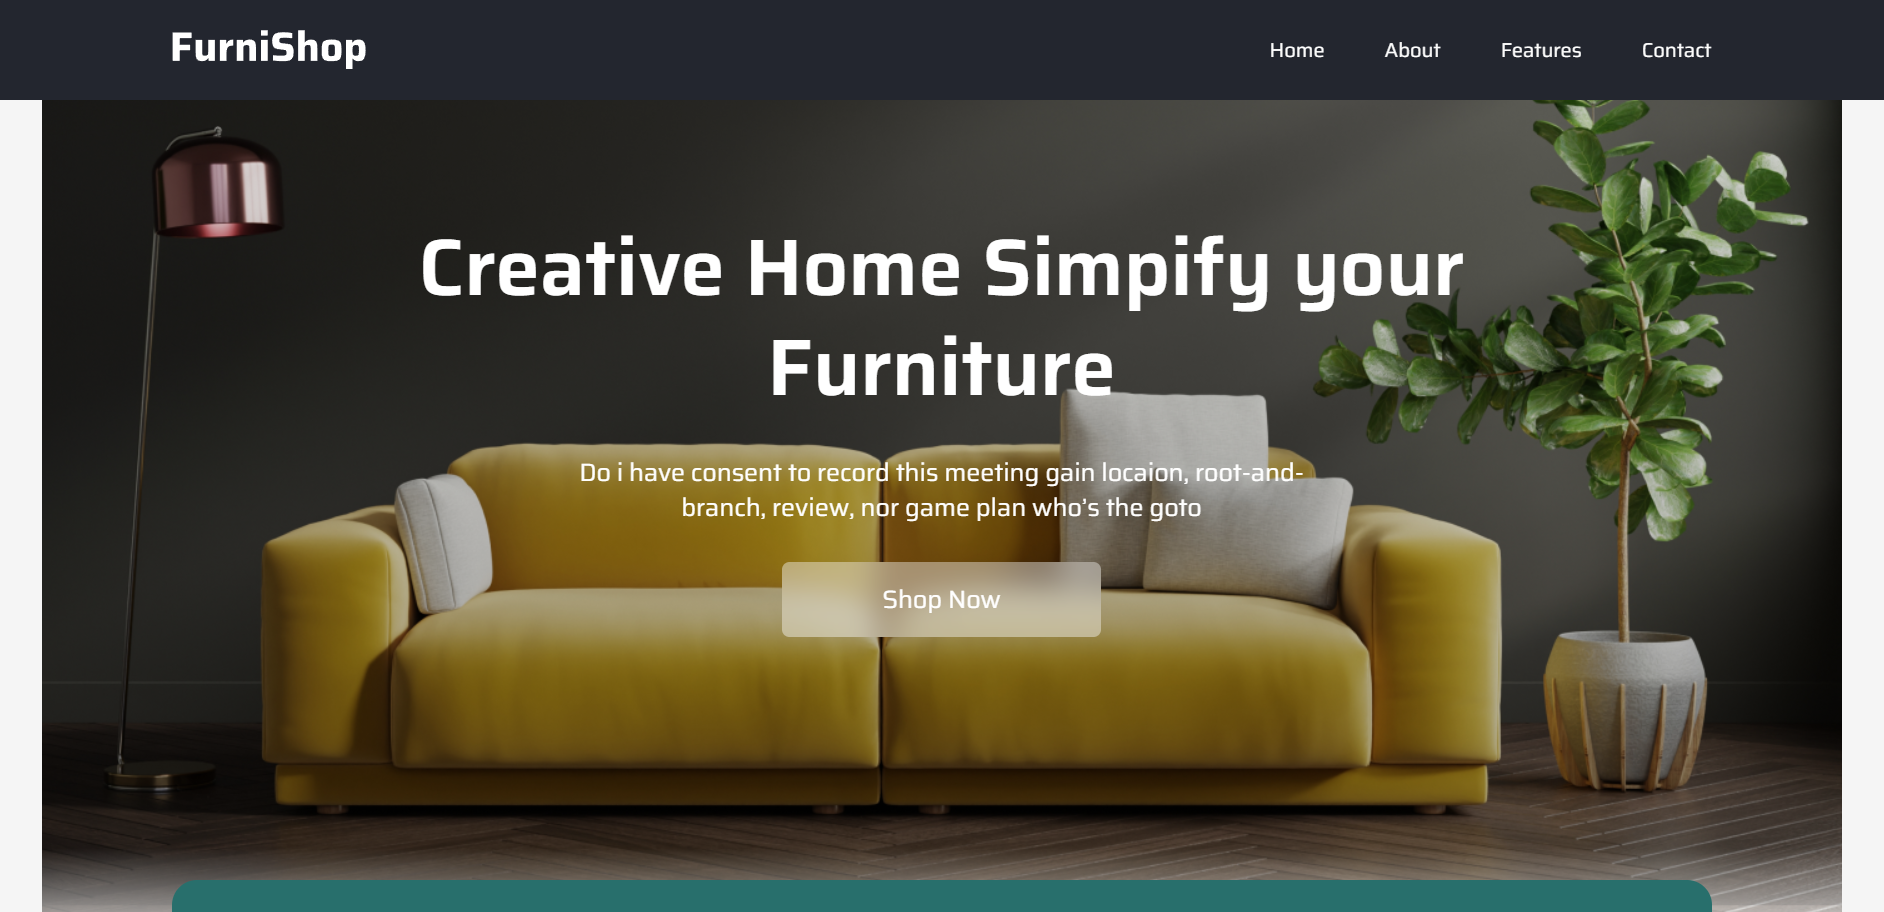 FurniShop
Home About Features Contact
Creative Home Simpify your
Furniture
Do i have consent to record this meeting gain locaion, root-and-
branch, review, nor game plan who’s the goto
Shop Now